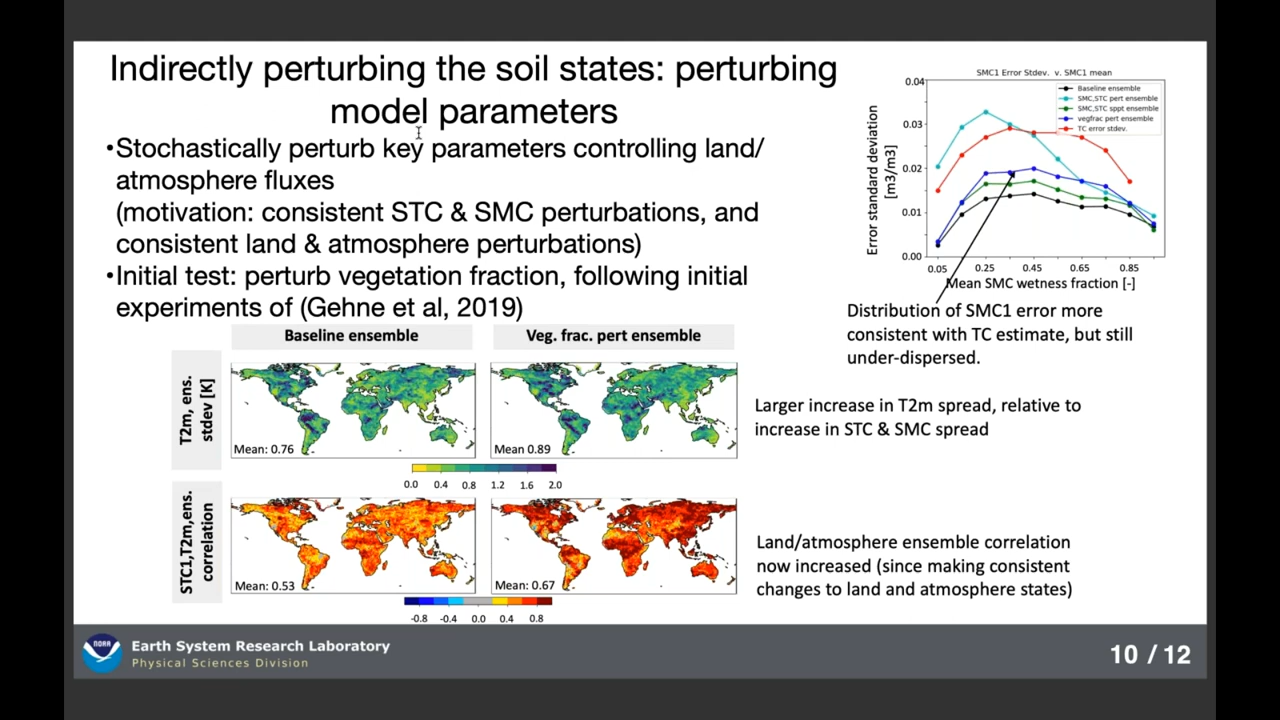 Indirectly perturbing the soil states: perturbing
model parameters
•Stochastically perturb key parameters controlling land/
atmosphere fluxes
(motivation: consistent STC & SMC perturbations, and
consistent land & atmosphere perturbations)
•Initial test: perturb vegetation fraction, following initial
experiments of (Gehne et al, 2019)
SMC1 Error Stdev. v. SMC1 mean
Baseline ensemble
SMC,STC pert ensemble
SMC,STC sppt ensemble
vegfrac pert ensemble
TC error stdev.
Error standard deviation
[m3/m3]
0.04
0.03
0.02
0.01
0.00
0.05 0.25 0.45 0.65 0.85
Mean SMC wetness fraction [-]
Distribution of SMC1 error more
consistent with TC estimate, but still
under-dispersed.
Baseline ensemble
Veg. frac. pert ensemble
T2m, ens.
stdev [K]
Mean: 0.76
Mean 0.89
0.0 0.4 0.8 1.2 1.6 2.0
Larger increase in T2m spread, relative to
increase in STC & SMC spread
STC1,T2m,ens.
correlation
Mean: 0.53
Mean: 0.67
-0.8 -0.4 0.0 0.4 0.8
Land/atmosphere ensemble correlation
now increased (since making consistent
changes to land and atmosphere states)
NOAA
Earth System Research Laboratory
Physical Sciences Division
10 / 12